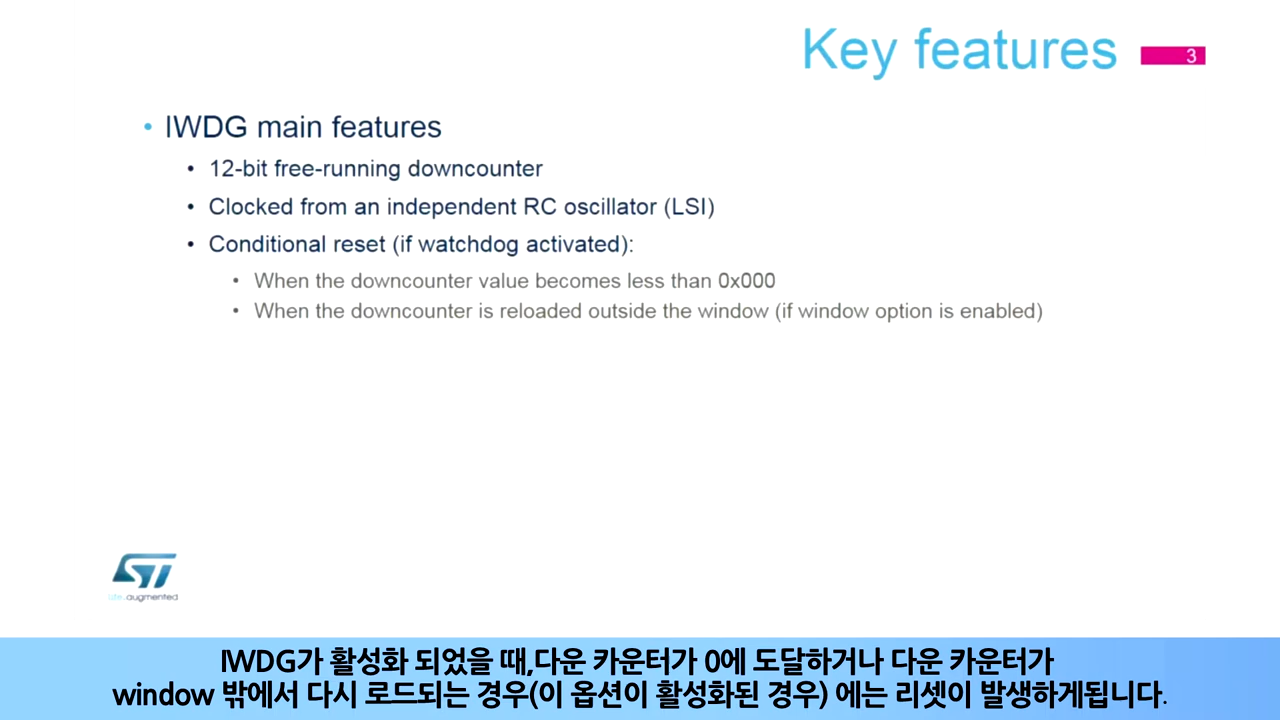 Key features
3
• IWDG main features
• 12-bit free-running downcounter
• Clocked from an independent RC oscillator (LSI)
• Conditional reset (if watchdog activated):
• When the downcounter value becomes less than 0x000
• When the downcounter is reloaded outside the window (if window option is enabled)
ST
life.augmented
IWDG가 활성화 되었을 때,다운 카운터가 0에 도달하거나 다운 카운터가
window 밖에서 다시 로드되는 경우(이 옵션이 활성화된 경우) 에는 리셋이 발생하게됩니다.